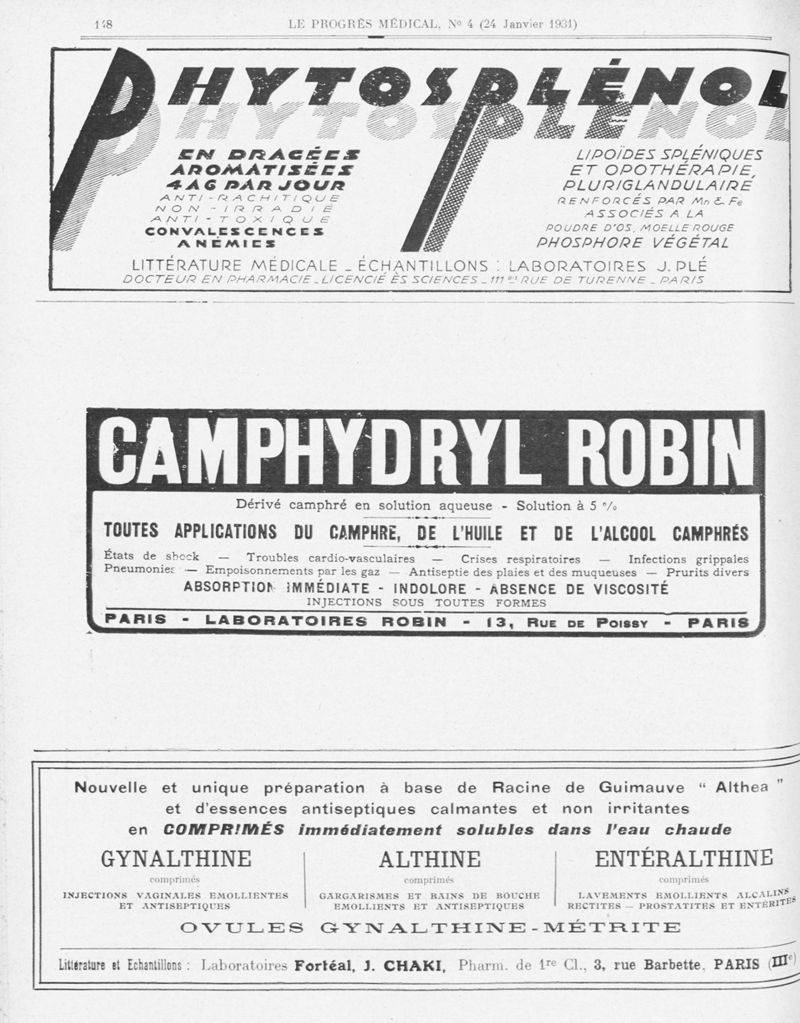 148
LE PROGRÈS MÉDICAL, No 4 (24 Janvier 1931)
PHYTOSPLÉNOL
EN DRAGÉES
AROMATISÉES
4 À 6 PAR JOUR
ANTI-RACHITIQUE
NON-IRRADIÉ
ANTI-TOXIQUE
CONVALESCENCES
ANÉMIES
LIPOÏDES SPLÉNIQUES
ET OPOTHÉRAPIE,
PLURIGLANDULAIRE
RENFORCÉS PAR Mn & Fe
ASSOCIÉS A LA
POUDRE D'OS, MOELLE ROUGE
PHOSPHORE VÉGÉTAL
LITTÉRATURE MÉDICALE _ ÉCHANTILLONS : LABORATOIRES J. PLÉ
DOCTEUR EN PHARMACIE _ LICENCIÉ ÈS SCIENCES _ 111 RUE DE TURENNE _ PARIS
CAMPHYDRYL ROBIN
Dérivé camphré en solution aqueuse - Solution à 5 %
TOUTES APPLICATIONS DU CAMPHRE, DE L'HUILE ET DE L'ALCOOL CAMPHRÉS
États de shock — Troubles cardio-vasculaires — Crises respiratoires — Infections grippales
Pneumonies — Empoisonnements par les gaz — Antiseptie des plaies et des muqueuses — Prurits divers
ABSORPTION IMMÉDIATE - INDOLORE - ABSENCE DE VISCOSITÉ
INJECTIONS SOUS TOUTES FORMES
PARIS - LABORATOIRES ROBIN - 13, RUE DE POISSY - PARIS
Nouvelle et unique préparation à base de Racine de Guimauve " Althea "
et d'essences antiseptiques calmantes et non irritantes
en COMPRIMÉS immédiatement solubles dans l'eau chaude
GYNALTHINE
comprimés
INJECTIONS VAGINALES EMOLLIENTES
ET ANTISEPTIQUES
ALTHINE
comprimés
GARGARISMES ET BAINS DE BOUCHE
EMOLLIENTS ET ANTISEPTIQUES
ENTÉRALTHINE
comprimés
LAVEMENTS EMOLLIENTS ALCALINS
RECTITES — PROSTATITES ET ENTÉRITES
OVULES GYNALTHINE-MÉTRITE
Littérature et Echantillons : Laboratoires Fortéal, J. CHAKI, Pharm. de 1re Cl., 3, rue Barbette, PARIS (IIIe)